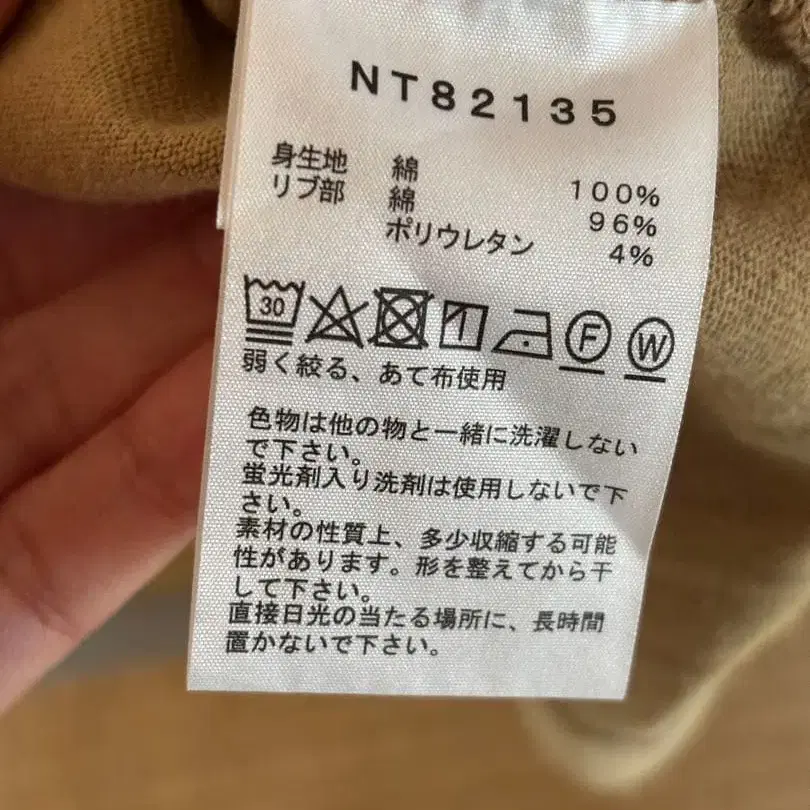 NT82135
身生地 綿 100%
リブ部 綿 96%
ポリウレタン 4%
30 F W
弱く絞る、あて布使用
色物は他の物と一緒に洗濯しない
で下さい。
蛍光剤入り洗剤は使用しないで下
さい。
素材の性質上、多少収縮する可能
性があります。形を整えてから干
して下さい。
直接日光の当たる場所に、長時間
置かないで下さい。